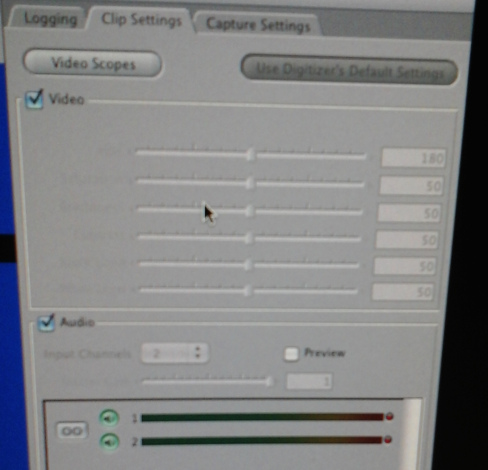 Logging Clip Settings Capture Settings
Video Scopes Use Digitizer's Default Settings
Video
180
50
50
50
50
50
Audio
Input Channels 2 Preview
1
1
2